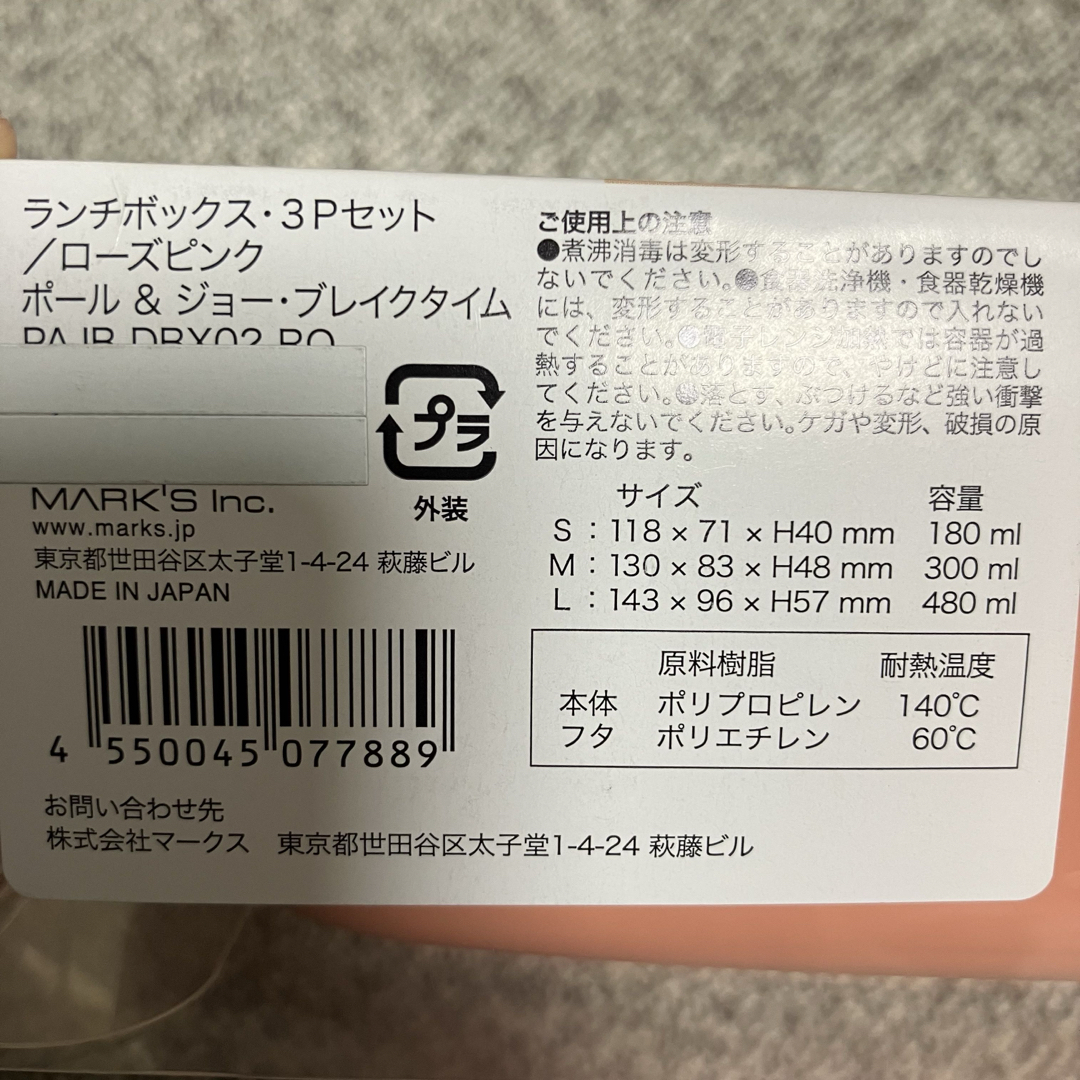 ランチボックス・3Pセット
／ローズピンク
ポール & ジョー・ブレイクタイム
MARK'S Inc.
www.marks.jp
東京都世田谷区太子堂1-4-24 萩藤ビル
MADE IN JAPAN
プラ
外装
4 550045 077889
お問い合わせ先
株式会社マークス 東京都世田谷区太子堂1-4-24 萩藤ビル
ご使用上の注意
●煮沸消毒は変形することがありますのでし
ないでください。●食器洗浄機・食器乾燥機
には、変形することがありますので入れない
でください。●電子レンジ加熱では容器が過
熱することがありますので、やけどに注意し
てください。●落とす、ぶつけるなど強い衝撃
を与えないでください。ケガや変形、破損の原
因になります。
サイズ 容量
S：118 × 71 × H40 mm 180 ml
M：130 × 83 × H48 mm 300 ml
L：143 × 96 × H57 mm 480 ml
原料樹脂 耐熱温度
本体 ポリプロピレン 140℃
フタ ポリエチレン 60℃